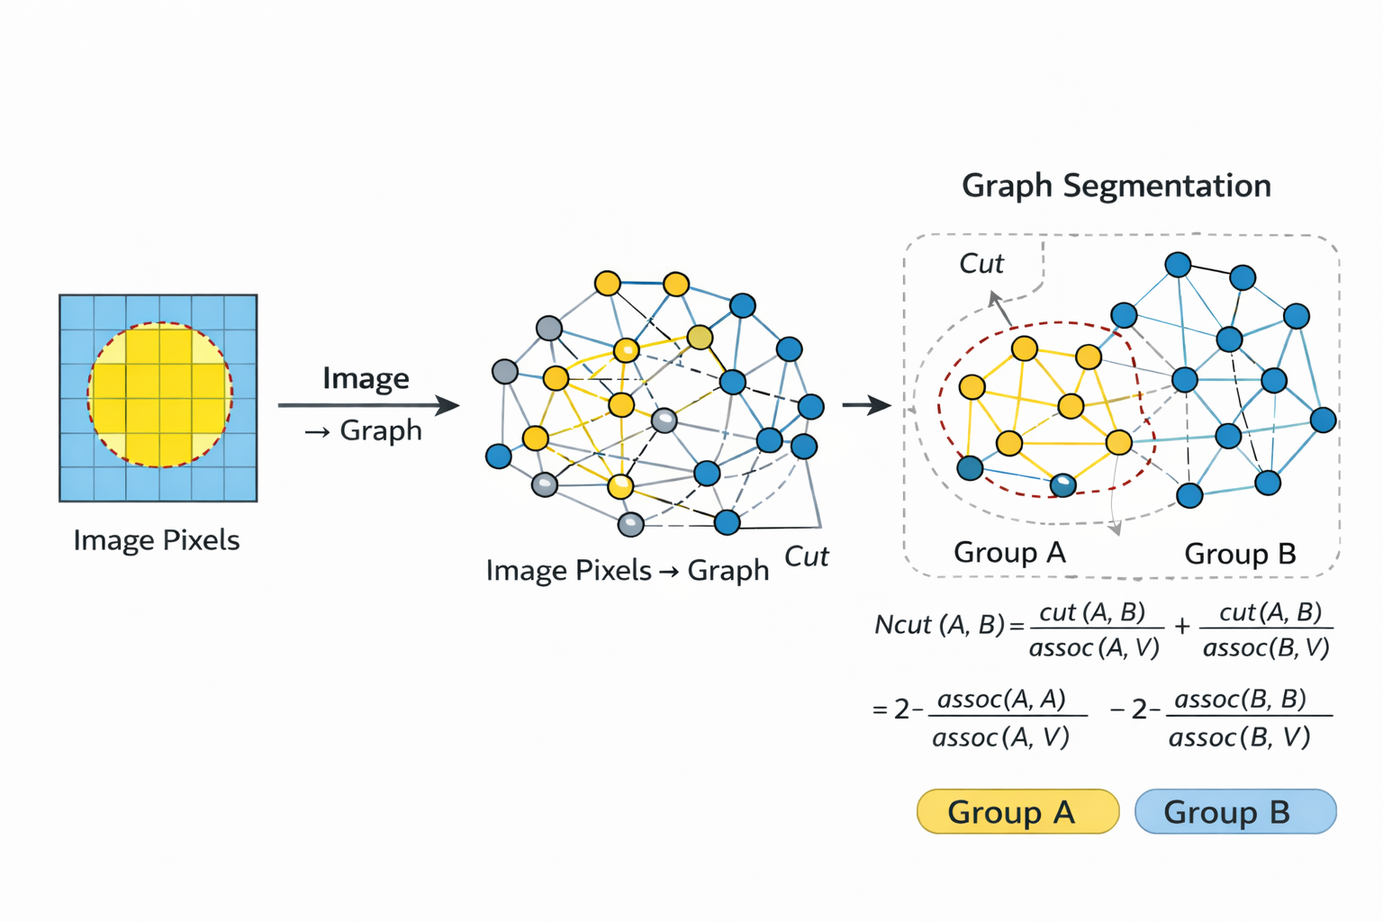 Graph Segmentation
Cut
Image
→ Graph
Image Pixels
Image Pixels → Graph
Cut
Group A
Group B
Ncut (A, B) = cut (A, B) / assoc (A, V) + cut (A, B) / assoc(B, V)
= 2 - assoc(A, A) / assoc (A, V) - 2 - assoc(B, B) / assoc(B, V)
Group A
Group B